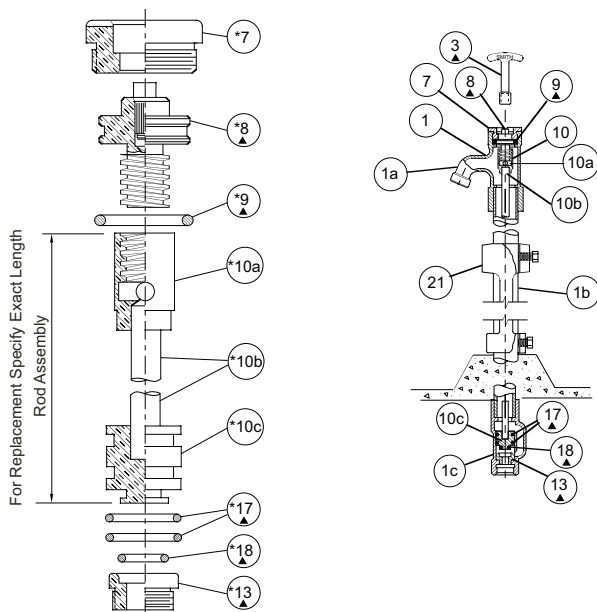 *7
*8
▲
*9
▲
*10a
*10b
*10c
*17
▲
*18
▲
*13
▲
For Replacement Specify Exact Length
Rod Assembly
3
▲
SMITH
7
8
▲
9
▲
1
10
1a
10a
10b
21
1b
10c
17
▲
1c
18
▲
13
▲